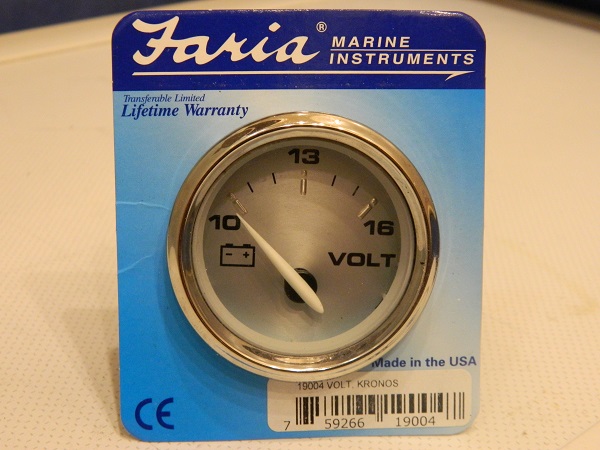 Faria® MARINE
INSTRUMENTS
Transferable Limited
Lifetime Warranty
13
10
16
- +
VOLT
Made in the USA
19004 VOLT. KRONOS
CE
7 59266 19004